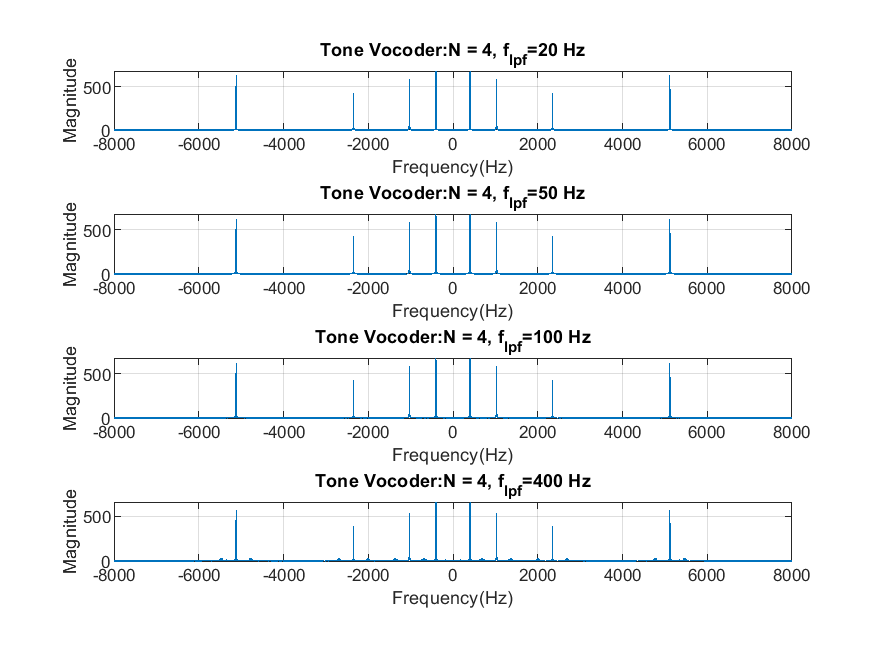 Tone Vocoder:N = 4, f_lpf=20 Hz
Magnitude
500
0
-8000 -6000 -4000 -2000 0 2000 4000 6000 8000
Frequency(Hz)
Tone Vocoder:N = 4, f_lpf=50 Hz
Magnitude
500
0
-8000 -6000 -4000 -2000 0 2000 4000 6000 8000
Frequency(Hz)
Tone Vocoder:N = 4, f_lpf=100 Hz
Magnitude
500
0
-8000 -6000 -4000 -2000 0 2000 4000 6000 8000
Frequency(Hz)
Tone Vocoder:N = 4, f_lpf=400 Hz
Magnitude
500
0
-8000 -6000 -4000 -2000 0 2000 4000 6000 8000
Frequency(Hz)